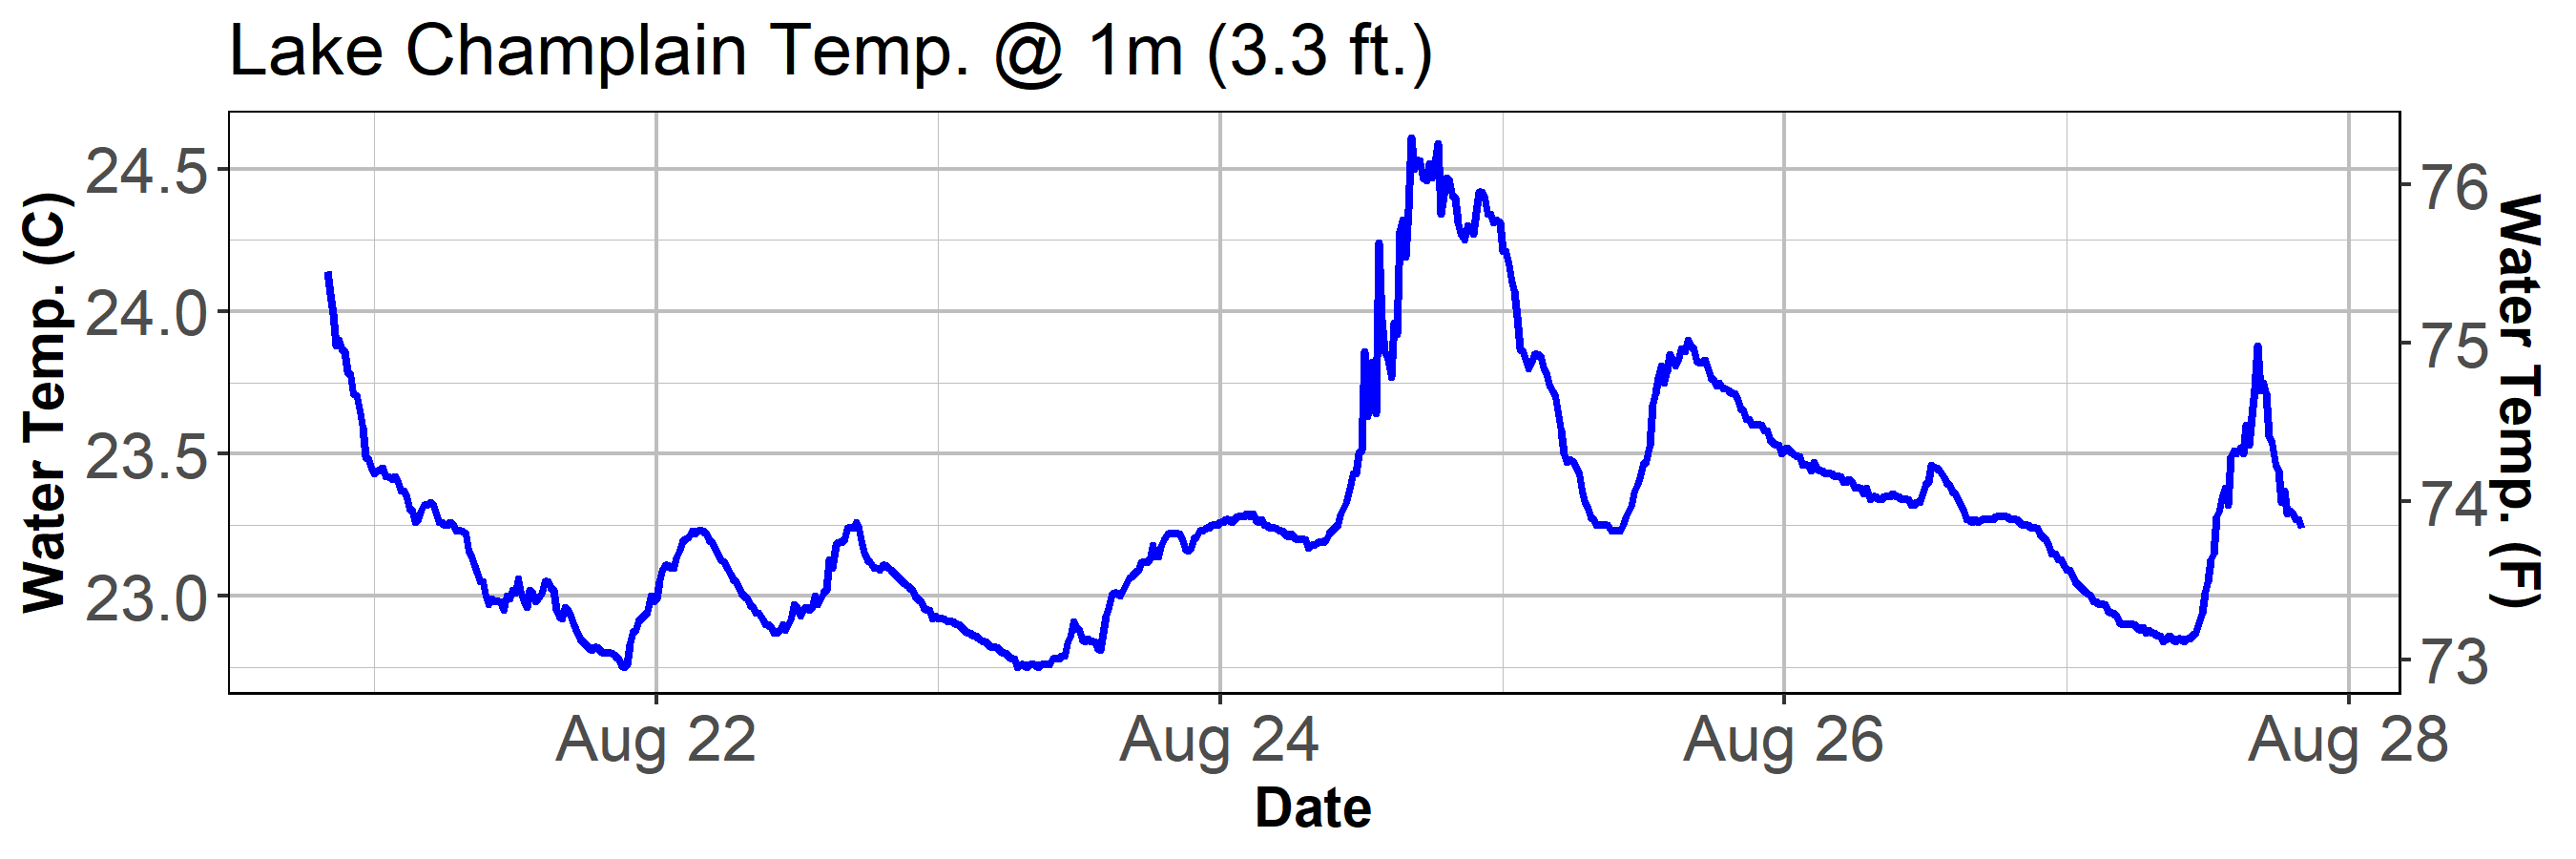 Lake Champlain Temp. @ 1m (3.3 ft.)
Water Temp. (C)
24.5
24.0
23.5
23.0
76
75
74
73
Water Temp. (F)
Aug 22
Aug 24
Aug 26
Aug 28
Date